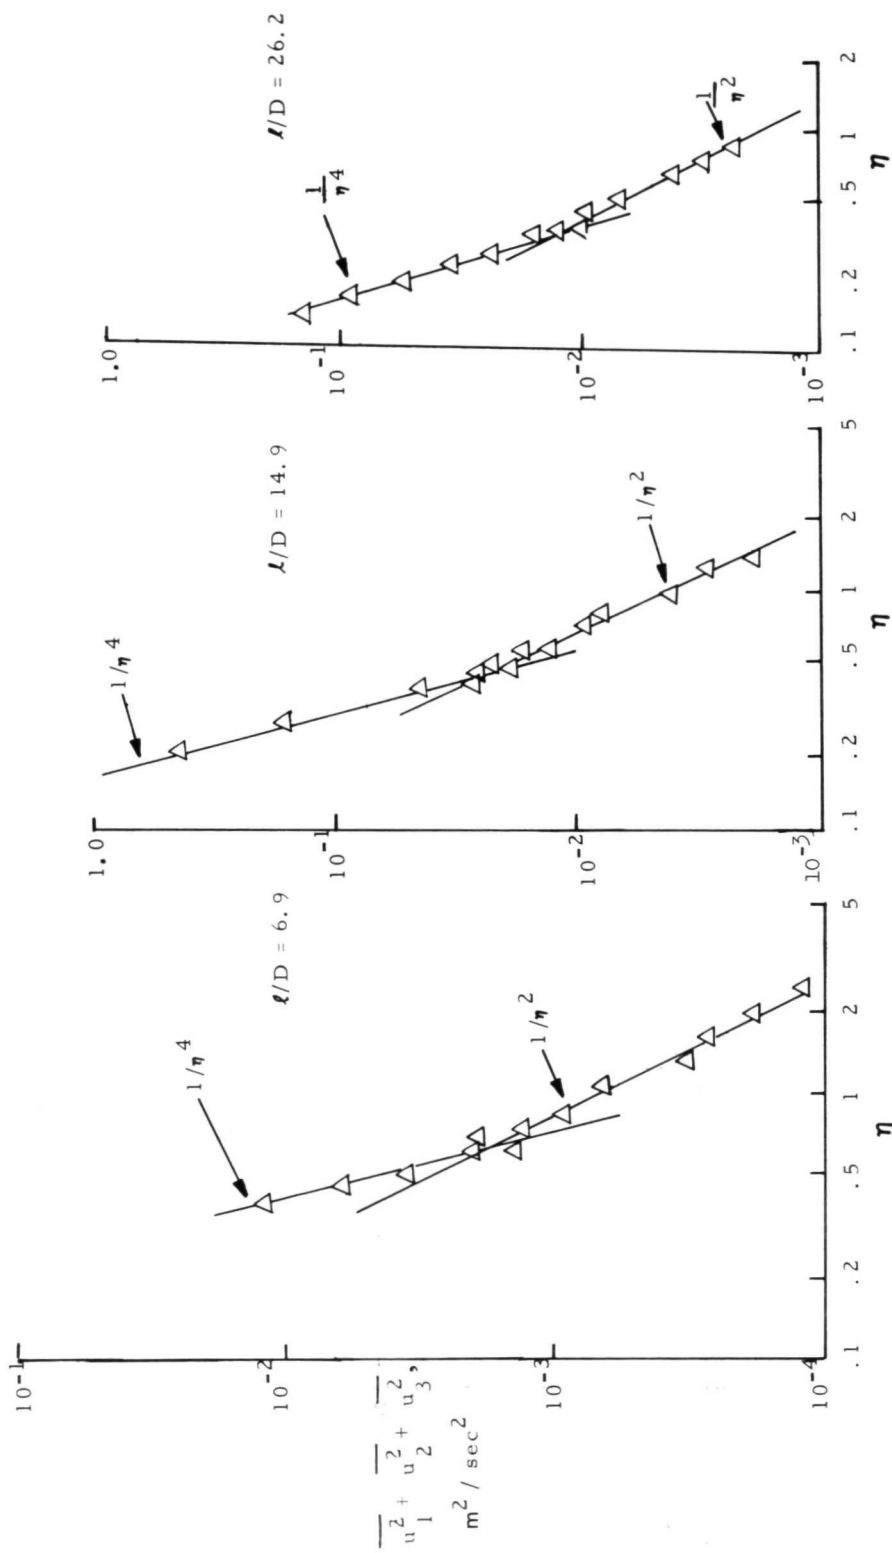 ℓ/D = 6.9
10⁻¹
10⁻²
10⁻³
10⁻⁴
1/η⁴
1/η²
.1 .2 .5 1 2 5
η
u₁² + u₂² + u₃²,
m² / sec²
ℓ/D = 14.9
1.0
10⁻¹
10⁻²
10⁻³
1/η⁴
1/η²
.1 .2 .5 1 2 5
η
ℓ/D = 26.2
1.0
10⁻¹
10⁻²
10⁻³
1/η⁴
1/η²
.1 .2 .5 1 2
η